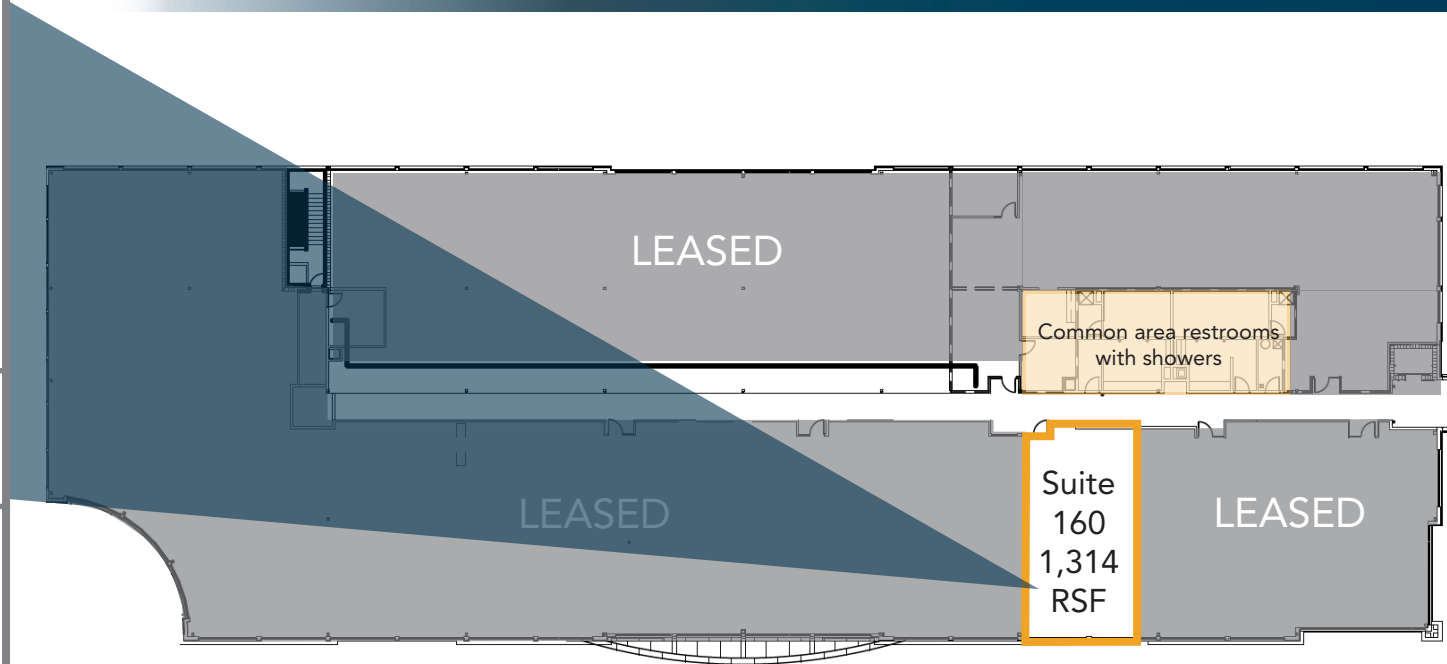 LEASED
Common area restrooms
with showers
LEASED
Suite
160
1,314
RSF
LEASED